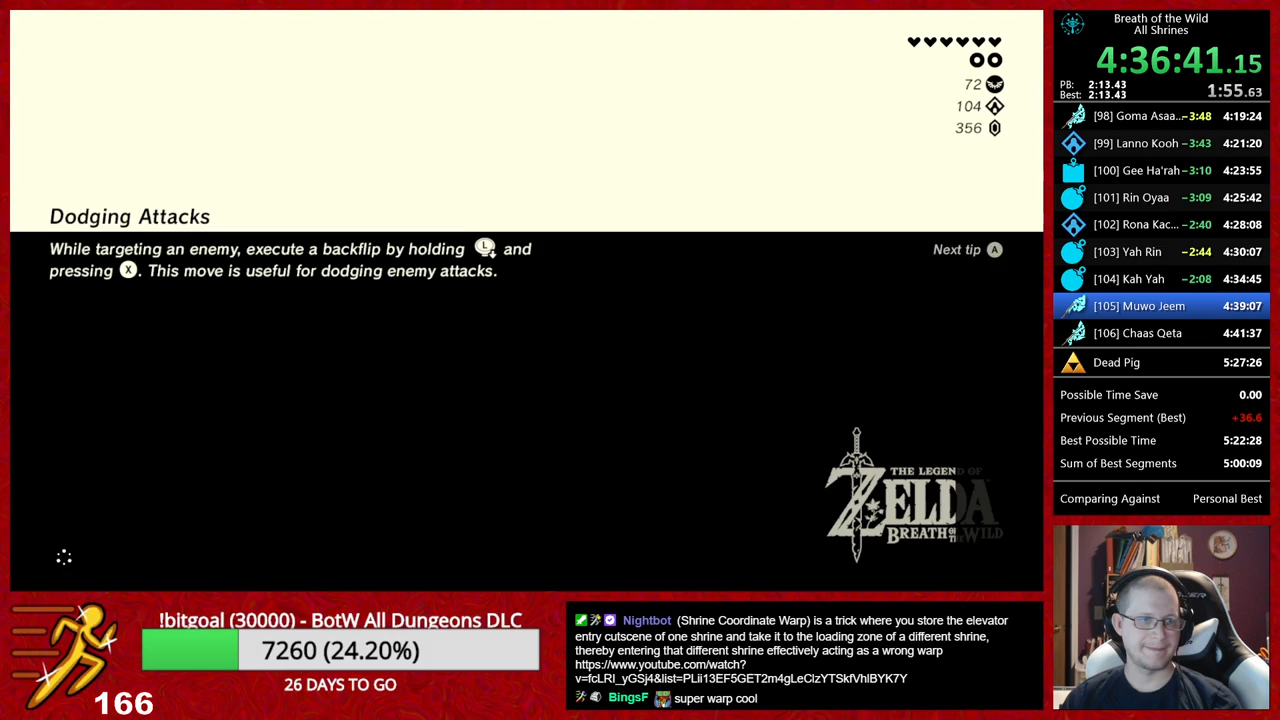 72
104
356
Dodging Attacks
While targeting an enemy, execute a backflip by holding L and
pressing X. This move is useful for dodging enemy attacks.
Next tip A
THE LEGEND OF
ZELDA
BREATH OF THE WILD
Breath of the Wild
All Shrines
4:36:41.15
PB: 2:13.43
Best: 2:13.43
1:55.63
[98] Goma Asaa... -3:48 4:19:24
[99] Lanno Kooh -3:43 4:21:20
[100] Gee Ha'rah -3:10 4:23:55
[101] Rin Oyaa -3:09 4:25:42
[102] Rona Kac... -2:40 4:28:08
[103] Yah Rin -2:44 4:30:07
[104] Kah Yah -2:08 4:34:45
[105] Muwo Jeem 4:39:07
[106] Chaas Qeta 4:41:37
Dead Pig 5:27:26
Possible Time Save 0.00
Previous Segment (Best) +36.6
Best Possible Time 5:22:28
Sum of Best Segments 5:00:09
Comparing Against Personal Best
166
!bitgoal (30000) - BotW All Dungeons DLC
7260 (24.20%)
26 DAYS TO GO
Nightbot (Shrine Coordinate Warp) is a trick where you store the elevator
entry cutscene of one shrine and take it to the loading zone of a different shrine,
thereby entering that different shrine effectively acting as a wrong warp
https://www.youtube.com/watch?
v=fcLRI_yGSj4&list=PLii13EF5GET2m4gLeClzYTSkfVhIBYK7Y
BingsF super warp cool